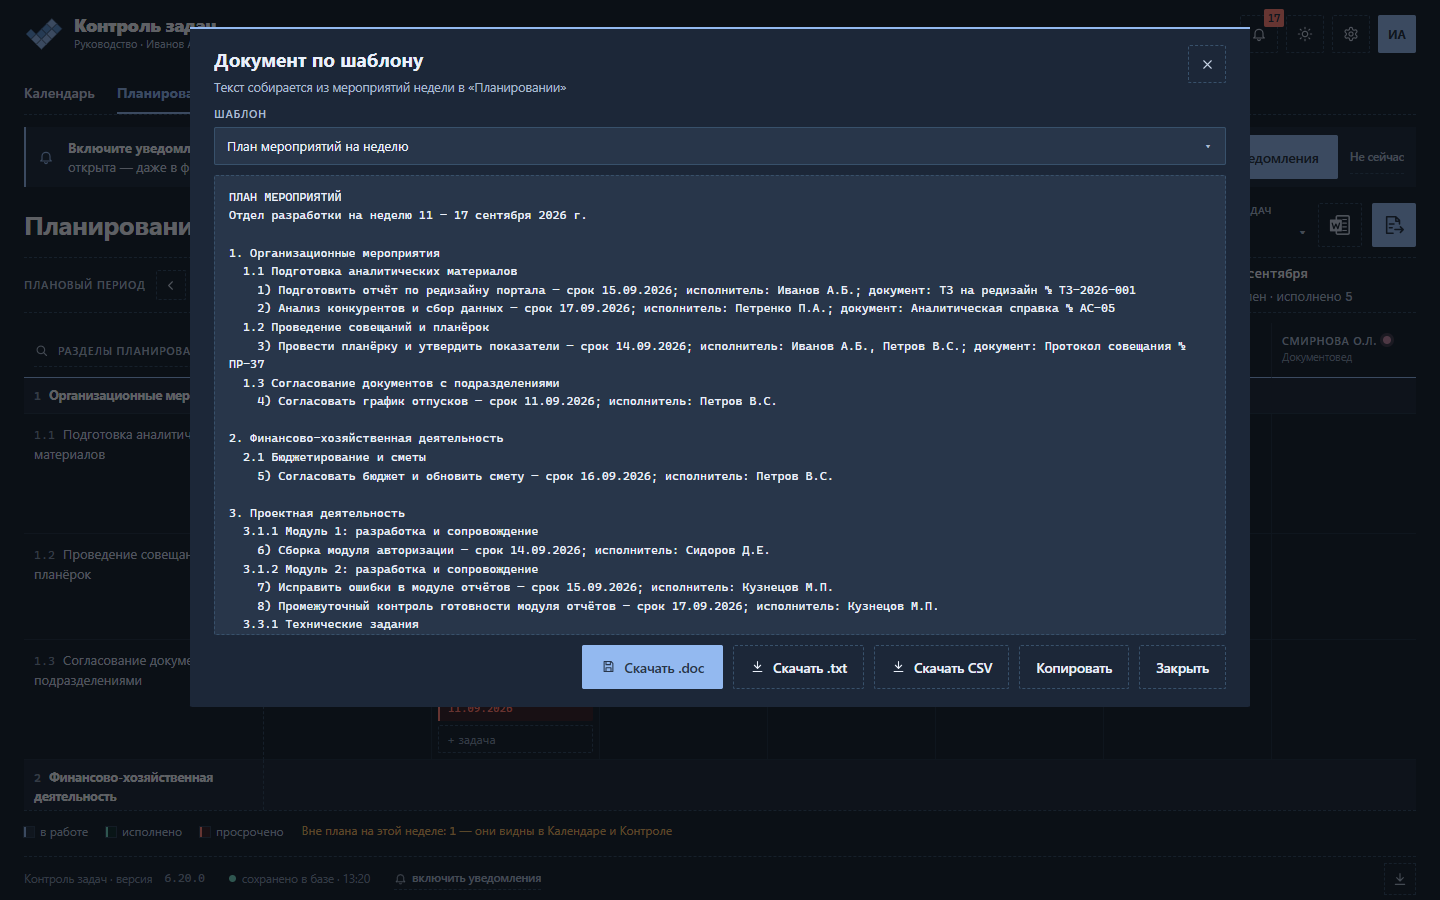 Контроль задач
Руководство · Иванов А
17
ИА
Календарь
Планирова
Включите уведомл
открыта — даже в ф
едомления
Не сейчас
Планировани
ДАЧ
ПЛАНОВЫЙ ПЕРИОД
сентября
ен · исполнено 5
РАЗДЕЛЫ ПЛАНИРОВА
СМИРНОВА О.Л.
Документовед
1 Организационные мер
1.1 Подготовка аналитич
материалов
1.2 Проведение совещан
планёрок
1.3 Согласование докуме
подразделениями
Документ по шаблону
Текст собирается из мероприятий недели в «Планировании»
ШАБЛОН
План мероприятий на неделю
ПЛАН МЕРОПРИЯТИЙ
Отдел разработки на неделю 11 – 17 сентября 2026 г.
1. Организационные мероприятия
1.1 Подготовка аналитических материалов
1) Подготовить отчёт по редизайну портала — срок 15.09.2026; исполнитель: Иванов А.Б.; документ: ТЗ на редизайн № ТЗ-2026-001
2) Анализ конкурентов и сбор данных — срок 17.09.2026; исполнитель: Петренко П.А.; документ: Аналитическая справка № АС-05
1.2 Проведение совещаний и планёрок
3) Провести планёрку и утвердить показатели — срок 14.09.2026; исполнитель: Иванов А.Б., Петров В.С.; документ: Протокол совещания №
ПР-37
1.3 Согласование документов с подразделениями
4) Согласовать график отпусков — срок 11.09.2026; исполнитель: Петров В.С.
2. Финансово-хозяйственная деятельность
2.1 Бюджетирование и сметы
5) Согласовать бюджет и обновить смету — срок 16.09.2026; исполнитель: Петров В.С.
3. Проектная деятельность
3.1.1 Модуль 1: разработка и сопровождение
6) Сборка модуля авторизации — срок 14.09.2026; исполнитель: Сидоров Д.Е.
3.1.2 Модуль 2: разработка и сопровождение
7) Исправить ошибки в модуле отчётов — срок 15.09.2026; исполнитель: Кузнецов М.П.
8) Промежуточный контроль готовности модуля отчётов — срок 17.09.2026; исполнитель: Кузнецов М.П.
3.3.1 Технические задания
Скачать .doc
Скачать .txt
Скачать CSV
Копировать
Закрыть
11.09.2026
+ задача
2 Финансово-хозяйственная
деятельность
в работе
исполнено
просрочено
Вне плана на этой неделе: 1 — они видны в Календаре и Контроле
Контроль задач · версия 6.20.0
сохранено в базе · 13:20
включить уведомления